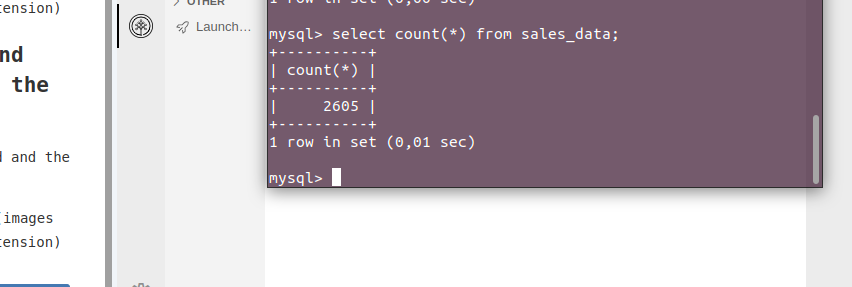 tension)
nd
the
and the
images
tension)
OTHER
Launch...
1 row in set (0,00 sec)
mysql> select count(*) from sales_data;
+----------+
| count(*) |
+----------+
|     2605 |
+----------+
1 row in set (0,01 sec)
mysql>